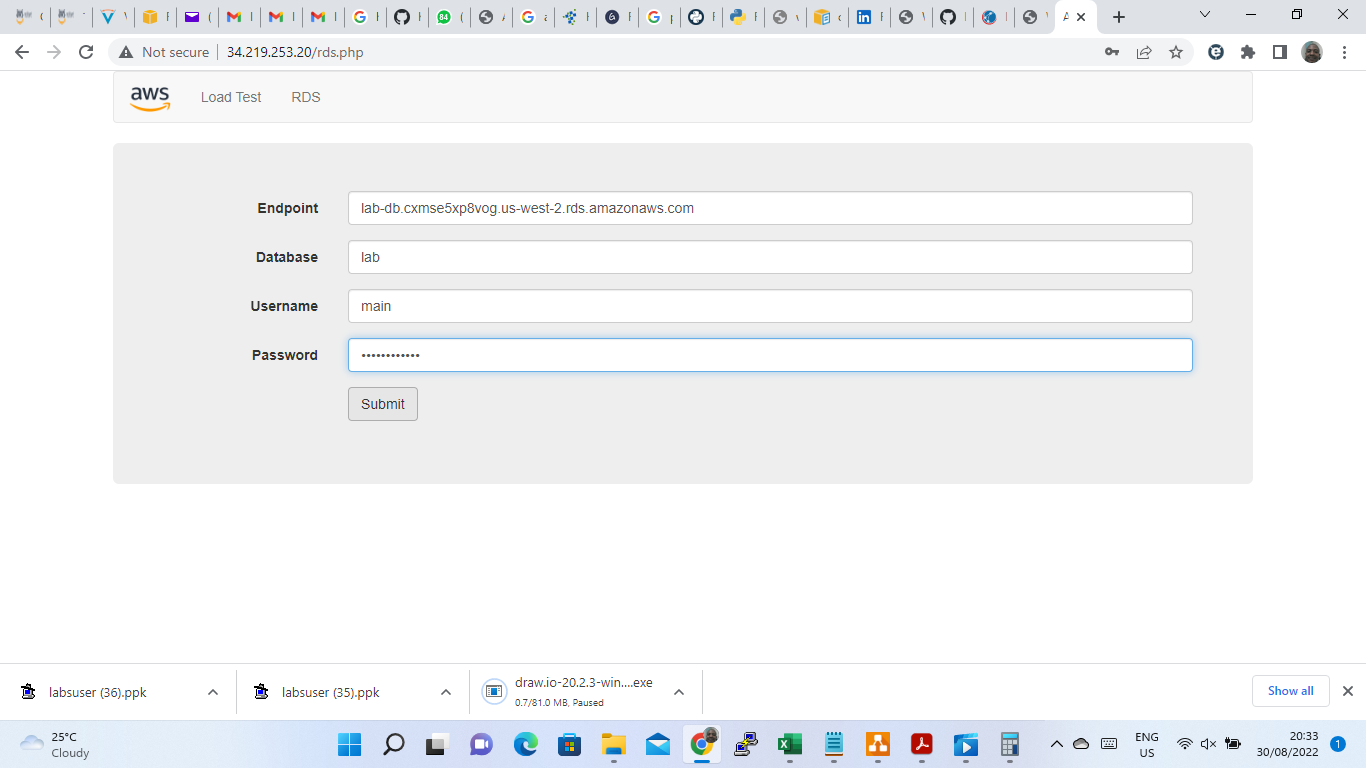 Not secure
34.219.253.20/rds.php
aws
Load Test
RDS
Endpoint
lab-db.cxmse5xp8vog.us-west-2.rds.amazonaws.com
Database
lab
Username
main
Password
••••••••••••
Submit
labsuser (36).ppk
labsuser (35).ppk
draw.io-20.2.3-win....exe
0.7/81.0 MB, Paused
Show all
25°C
Cloudy
ENG
US
20:33
30/08/2022
1